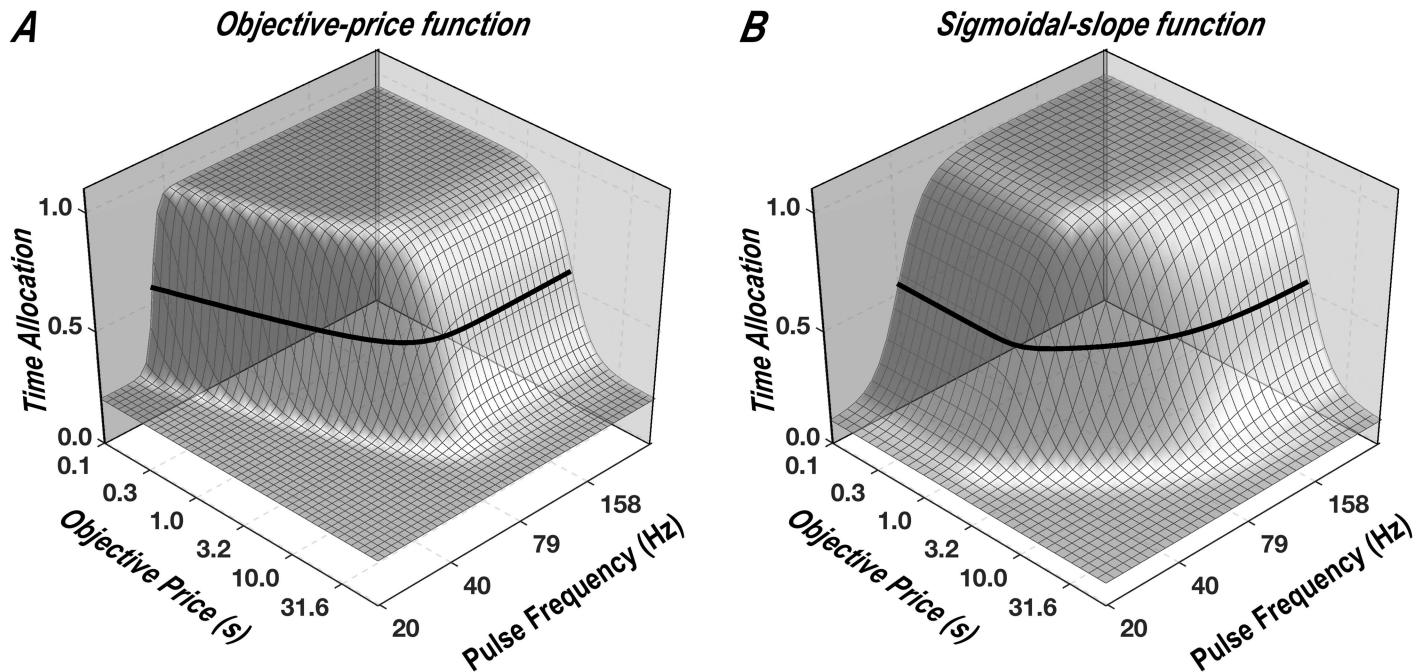 A
Objective-price function
Time Allocation
1.0
0.5
0.0
0.1
0.3
1.0
3.2
10.0
31.6
Objective Price (s)
20
40
79
158
Pulse Frequency (Hz)
B
Sigmoidal-slope function
Time Allocation
1.0
0.5
0.0
0.1
0.3
1.0
3.2
10.0
31.6
Objective Price (s)
20
40
79
158
Pulse Frequency (Hz)